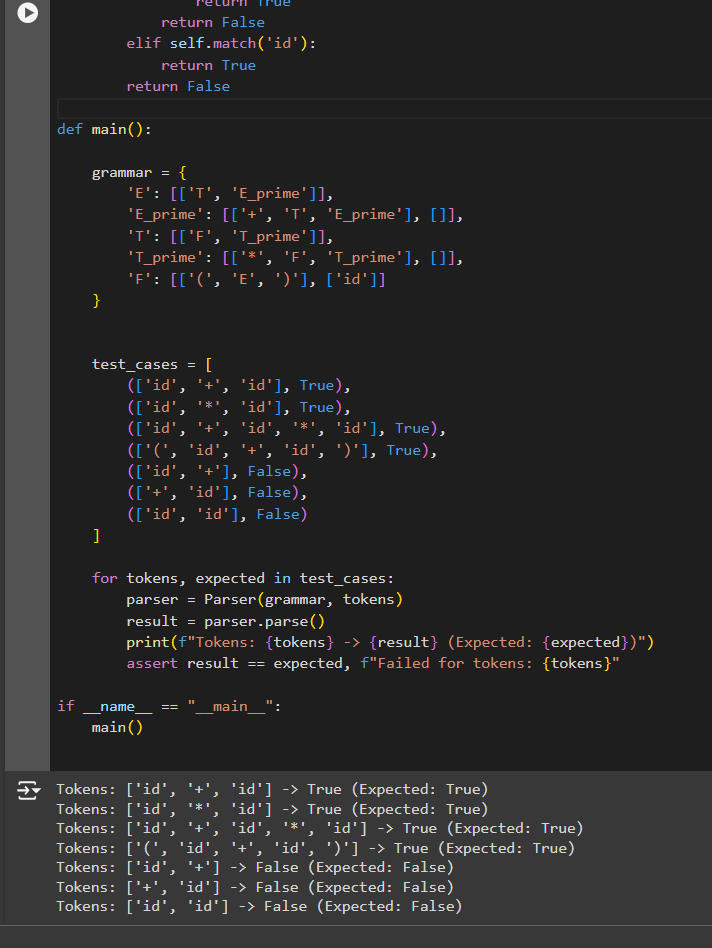 return True
return False
elif self.match('id'):
return True
return False
def main():
grammar = {
'E': [['T', 'E_prime']],
'E_prime': [['+', 'T', 'E_prime'], []],
'T': [['F', 'T_prime']],
'T_prime': [['*', 'F', 'T_prime'], []],
'F': [['(', 'E', ')'], ['id']]
}
test_cases = [
(['id', '+', 'id'], True),
(['id', '*', 'id'], True),
(['id', '+', 'id', '*', 'id'], True),
(['(', 'id', '+', 'id', ')'], True),
(['id', '+'], False),
(['+', 'id'], False),
(['id', 'id'], False)
]
for tokens, expected in test_cases:
parser = Parser(grammar, tokens)
result = parser.parse()
print(f"Tokens: {tokens} -> {result} (Expected: {expected})")
assert result == expected, f"Failed for tokens: {tokens}"
if __name__ == "__main__":
main()
Tokens: ['id', '+', 'id'] -> True (Expected: True)
Tokens: ['id', '*', 'id'] -> True (Expected: True)
Tokens: ['id', '+', 'id', '*', 'id'] -> True (Expected: True)
Tokens: ['(', 'id', '+', 'id', ')'] -> True (Expected: True)
Tokens: ['id', '+'] -> False (Expected: False)
Tokens: ['+', 'id'] -> False (Expected: False)
Tokens: ['id', 'id'] -> False (Expected: False)